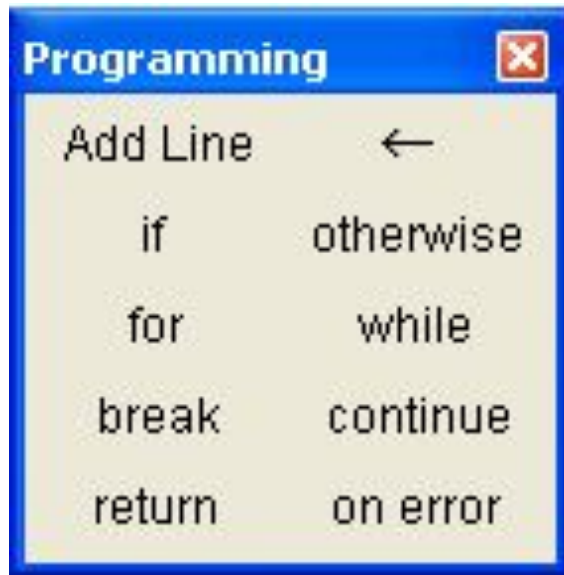 Programming
Add Line ←
if otherwise
for while
break continue
return on error